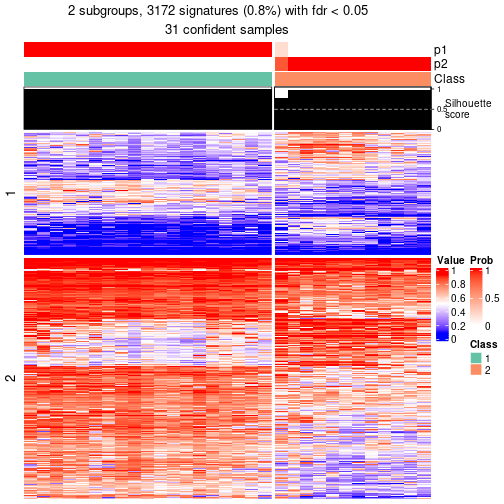 2 subgroups, 3172 signatures (0.8%) with fdr < 0.05
31 confident samples
p1
p2
Class
1
0.5
0
Silhouette
score
1
2
Value
1
0.8
0.6
0.4
0.2
0
Prob
1
0.5
0
Class
1
2